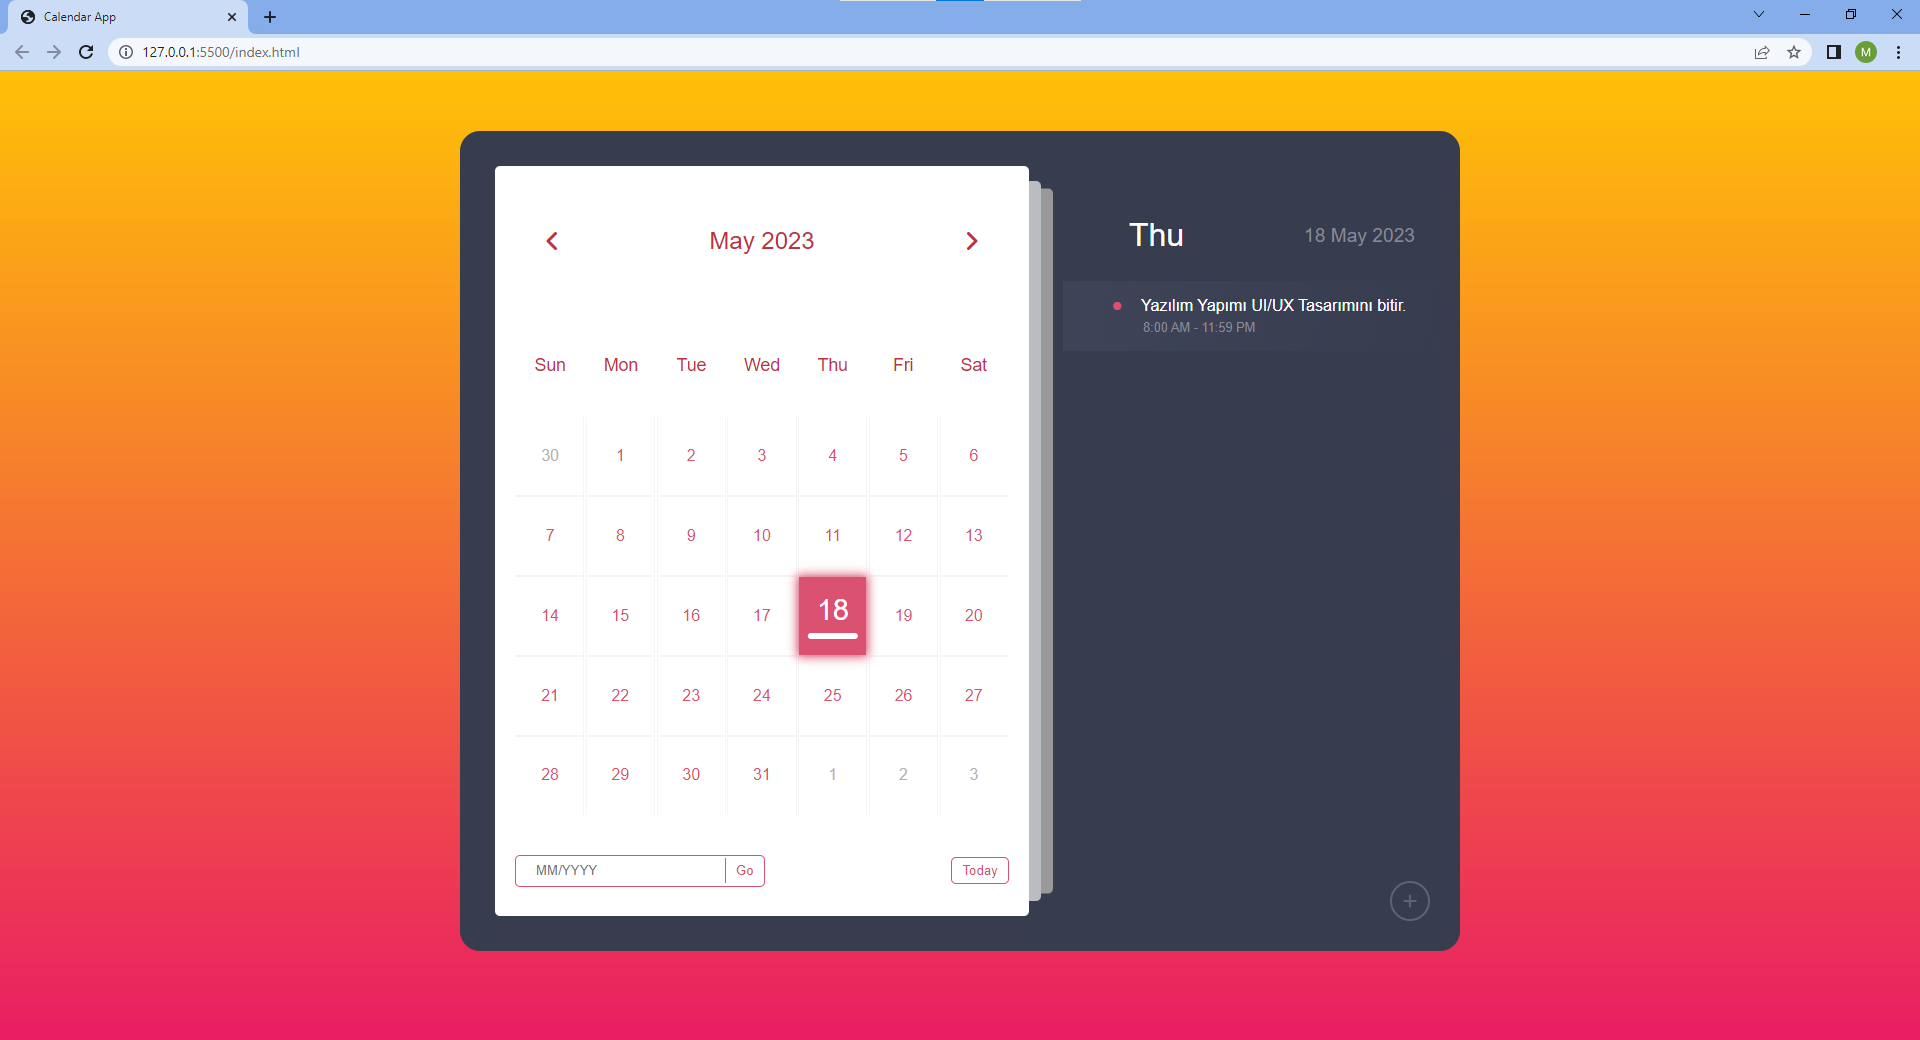 Calendar App
127.0.0.1:5500/index.html
M
May 2023
Sun Mon Tue Wed Thu Fri Sat
30 1 2 3 4 5 6
7 8 9 10 11 12 13
14 15 16 17 18 19 20
21 22 23 24 25 26 27
28 29 30 31 1 2 3
MM/YYYY Go Today
Thu 18 May 2023
Yazılım Yapımı UI/UX Tasarımını bitir.
8:00 AM - 11:59 PM